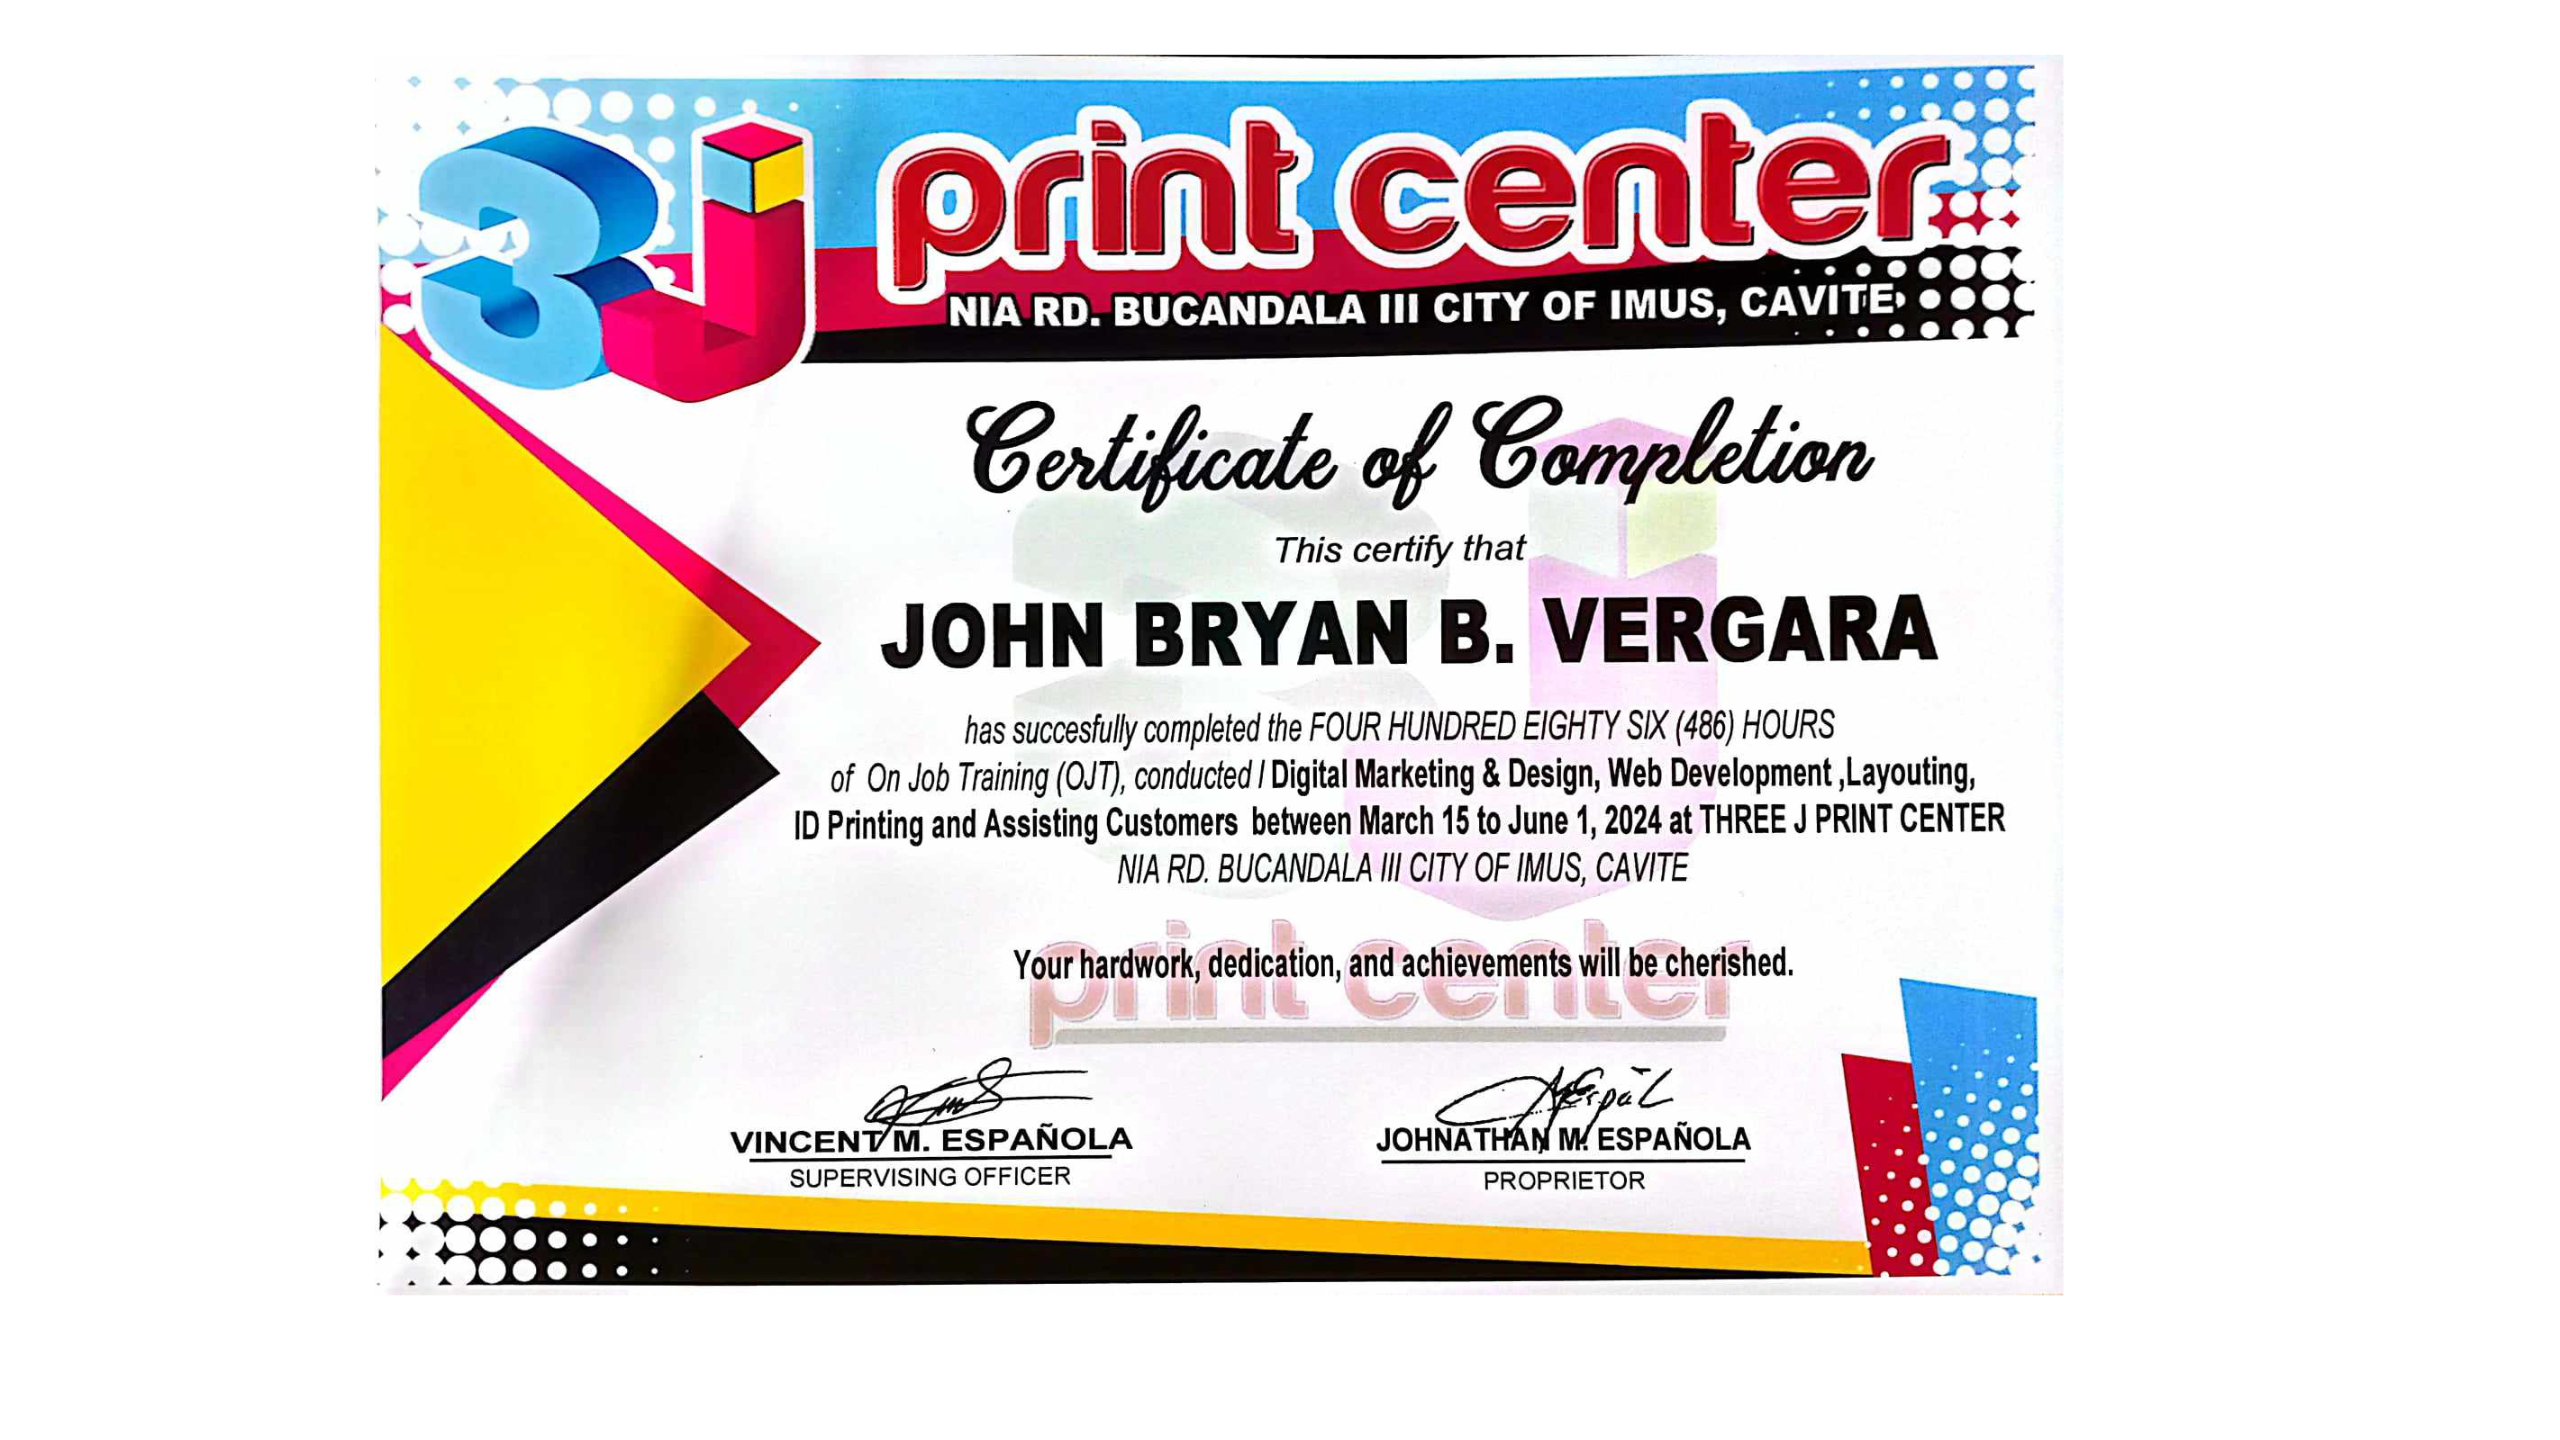 3J print center
NIA RD. BUCANDALA III CITY OF IMUS, CAVITE
Certificate of Completion
This certify that
JOHN BRYAN B. VERGARA
has succesfully completed the FOUR HUNDRED EIGHTY SIX (486) HOURS
of On Job Training (OJT), conducted / Digital Marketing & Design, Web Development ,Layouting,
ID Printing and Assisting Customers between March 15 to June 1, 2024 at THREE J PRINT CENTER
NIA RD. BUCANDALA III CITY OF IMUS, CAVITE
3J
print center
Your hardwork, dedication, and achievements will be cherished.
VINCENT M. ESPAÑOLA
SUPERVISING OFFICER
JOHNATHAN M. ESPAÑOLA
PROPRIETOR